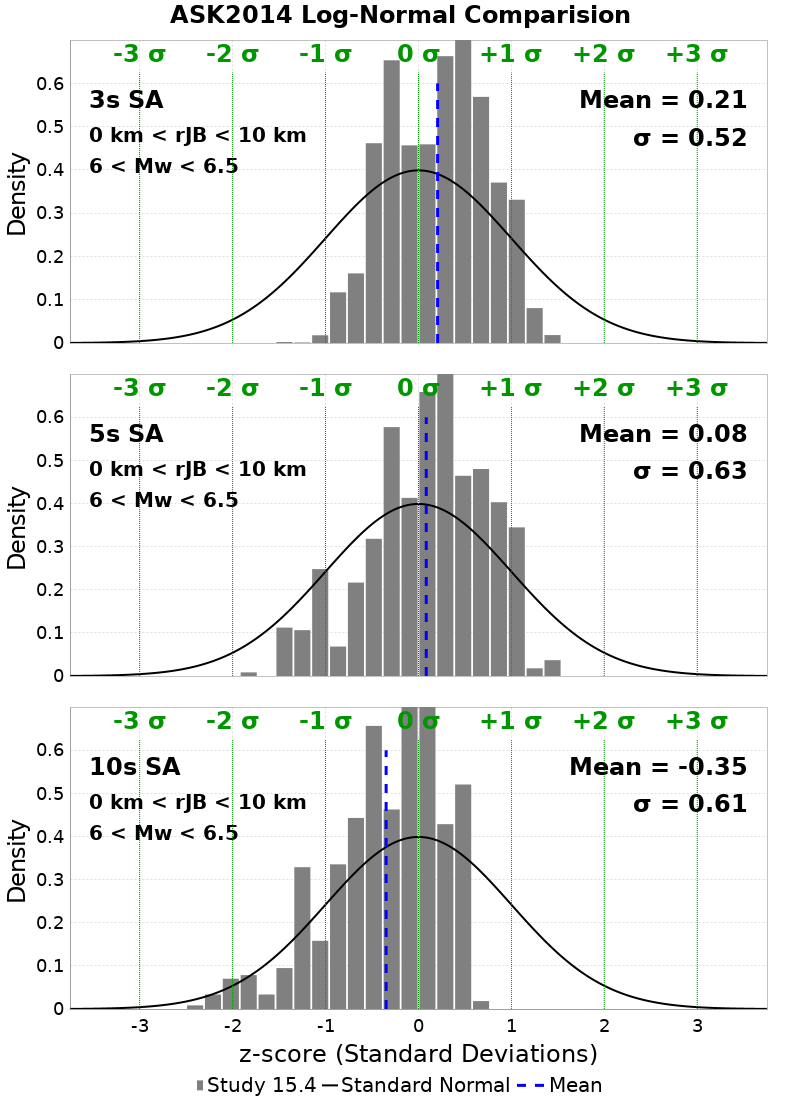 ASK2014 Log-Normal Comparision
-3 σ -2 σ -1 σ 0 σ +1 σ +2 σ +3 σ
0.6
3s SA Mean = 0.21
0.5
0 km < rJB < 10 km σ = 0.52
6 < Mw < 6.5
0.4
0.3
0.2
0.1
0
Density
-3 σ -2 σ -1 σ 0 σ +1 σ +2 σ +3 σ
0.6
5s SA Mean = 0.08
0.5
0 km < rJB < 10 km σ = 0.63
6 < Mw < 6.5
0.4
0.3
0.2
0.1
0
Density
-3 σ -2 σ -1 σ 0 σ +1 σ +2 σ +3 σ
0.6
10s SA Mean = -0.35
0.5
0 km < rJB < 10 km σ = 0.61
6 < Mw < 6.5
0.4
0.3
0.2
0.1
0
Density
-3 -2 -1 0 1 2 3
z-score (Standard Deviations)
Study 15.4 Standard Normal Mean